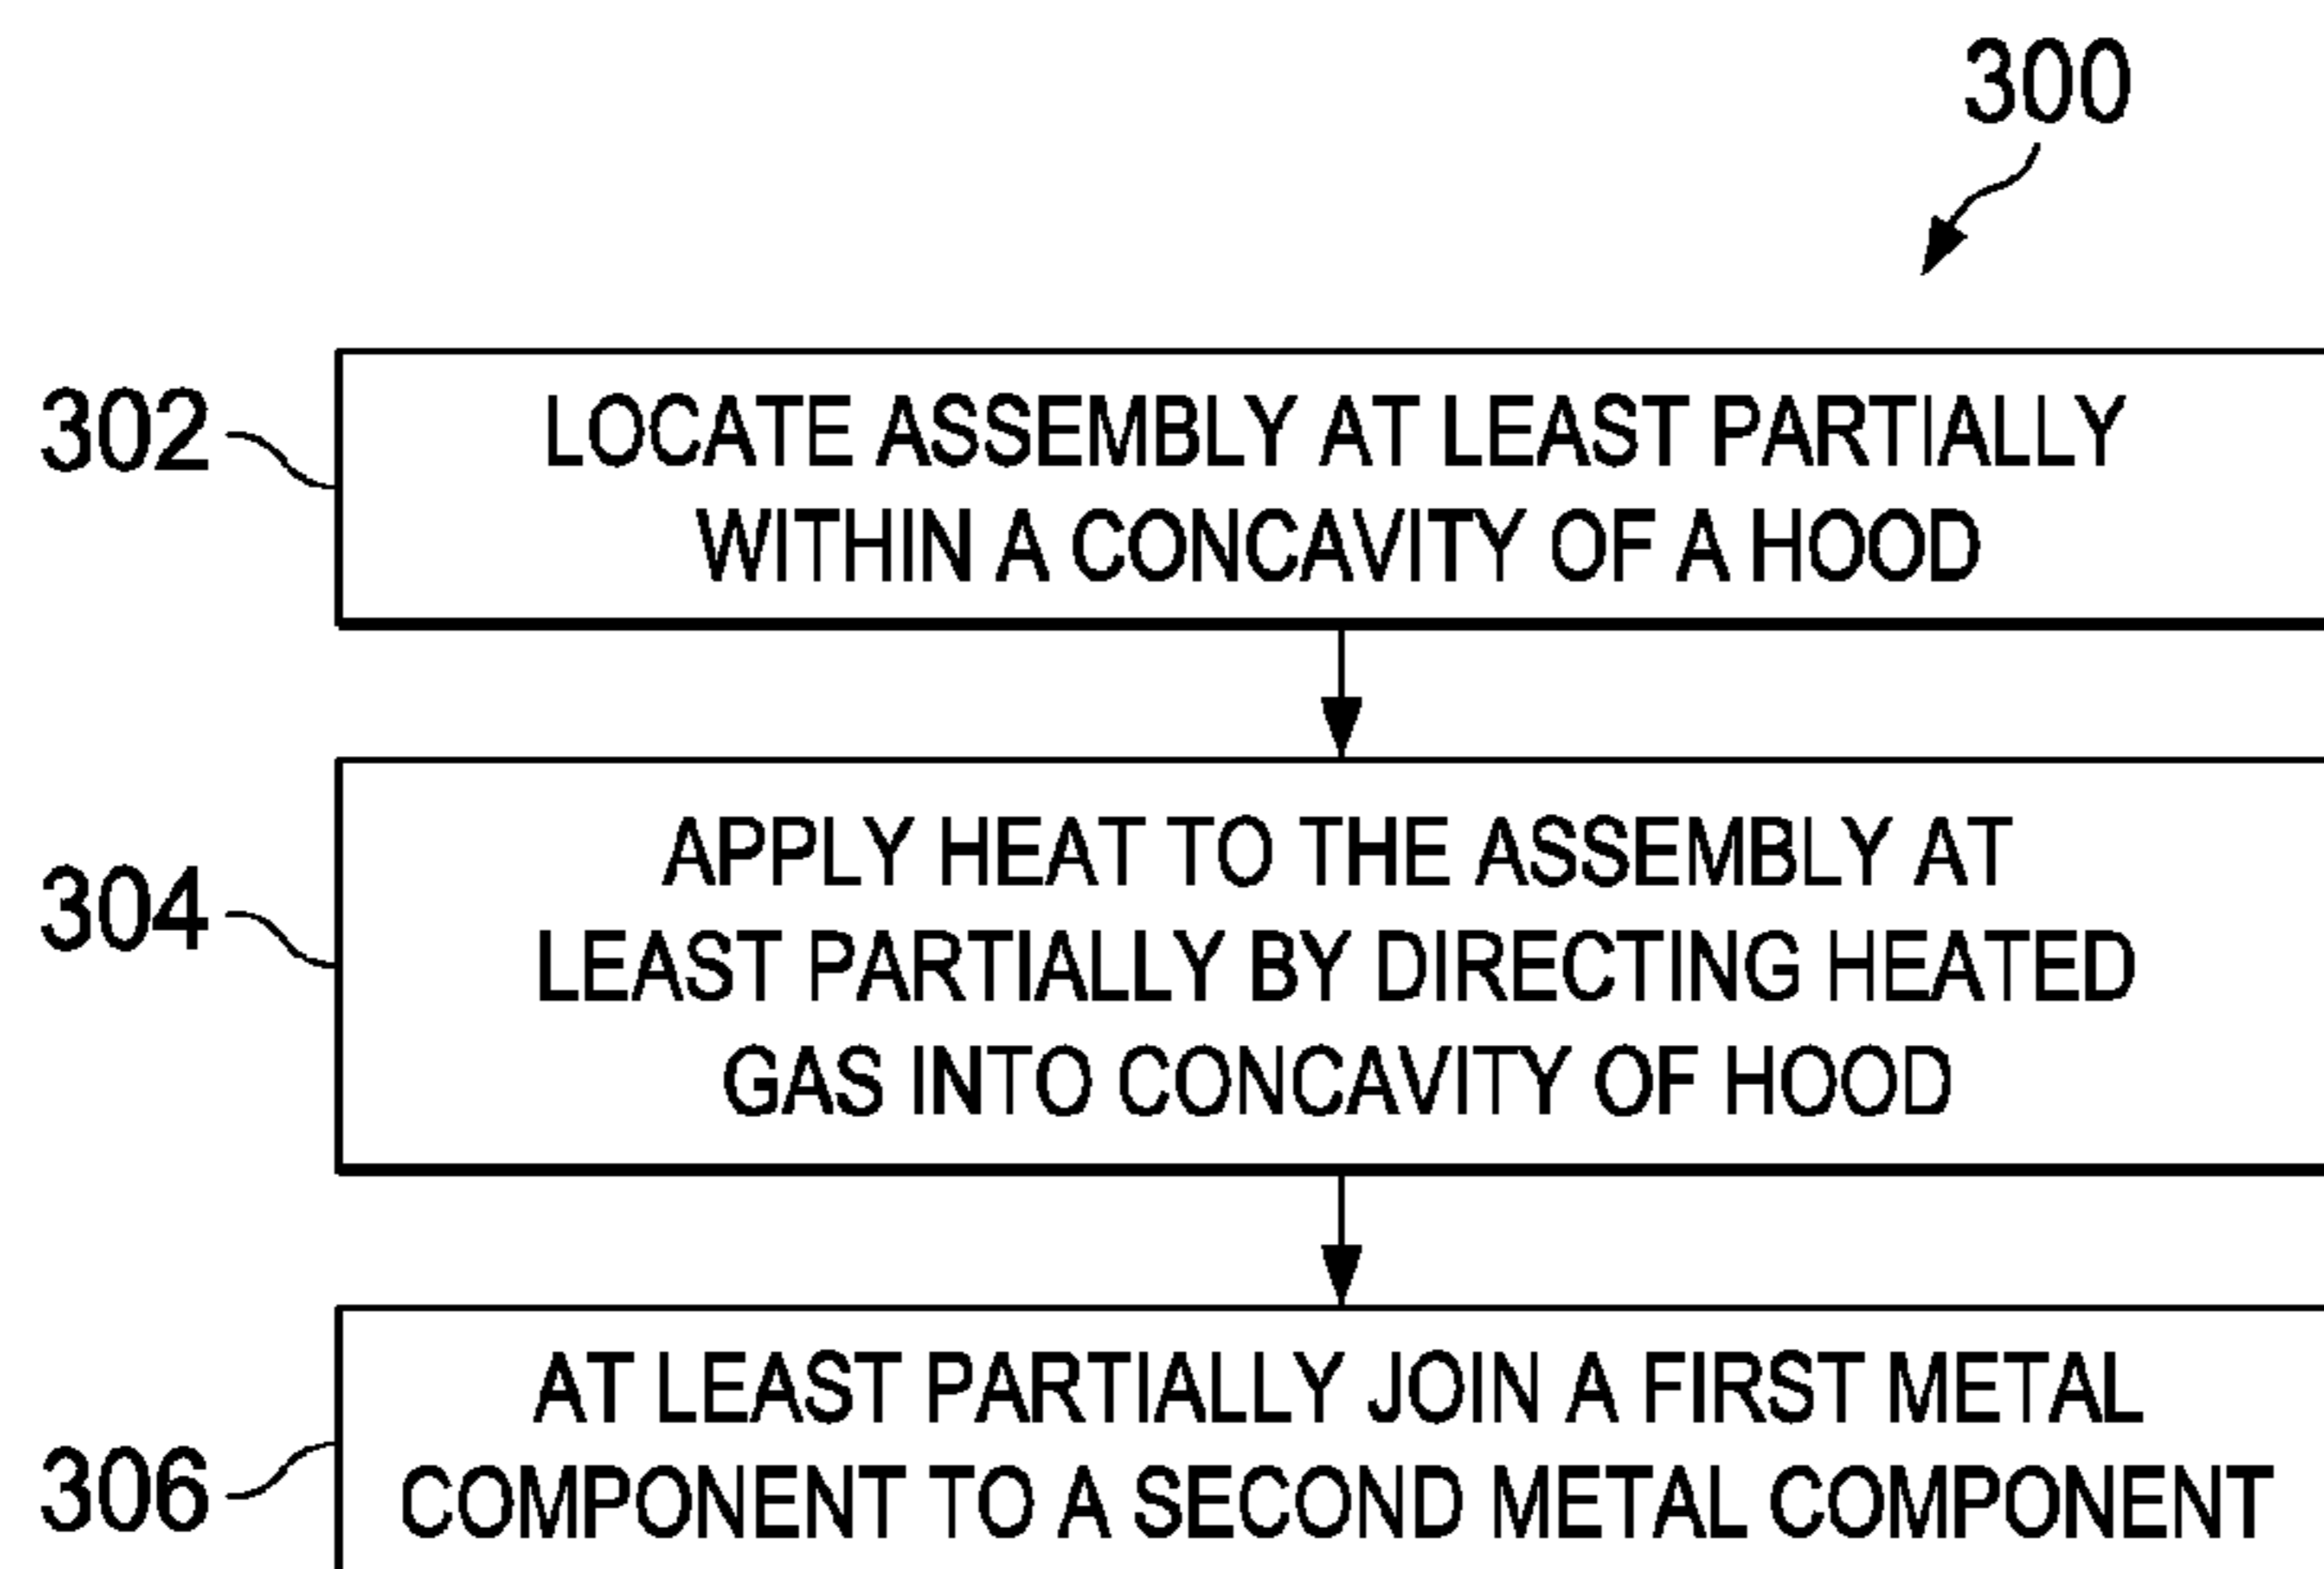 300
302
LOCATE ASSEMBLY AT LEAST PARTIALLY
WITHIN A CONCAVITY OF A HOOD
304
APPLY HEAT TO THE ASSEMBLY AT
LEAST PARTIALLY BY DIRECTING HEATED
GAS INTO CONCAVITY OF HOOD
306
AT LEAST PARTIALLY JOIN A FIRST METAL
COMPONENT TO A SECOND METAL COMPONENT